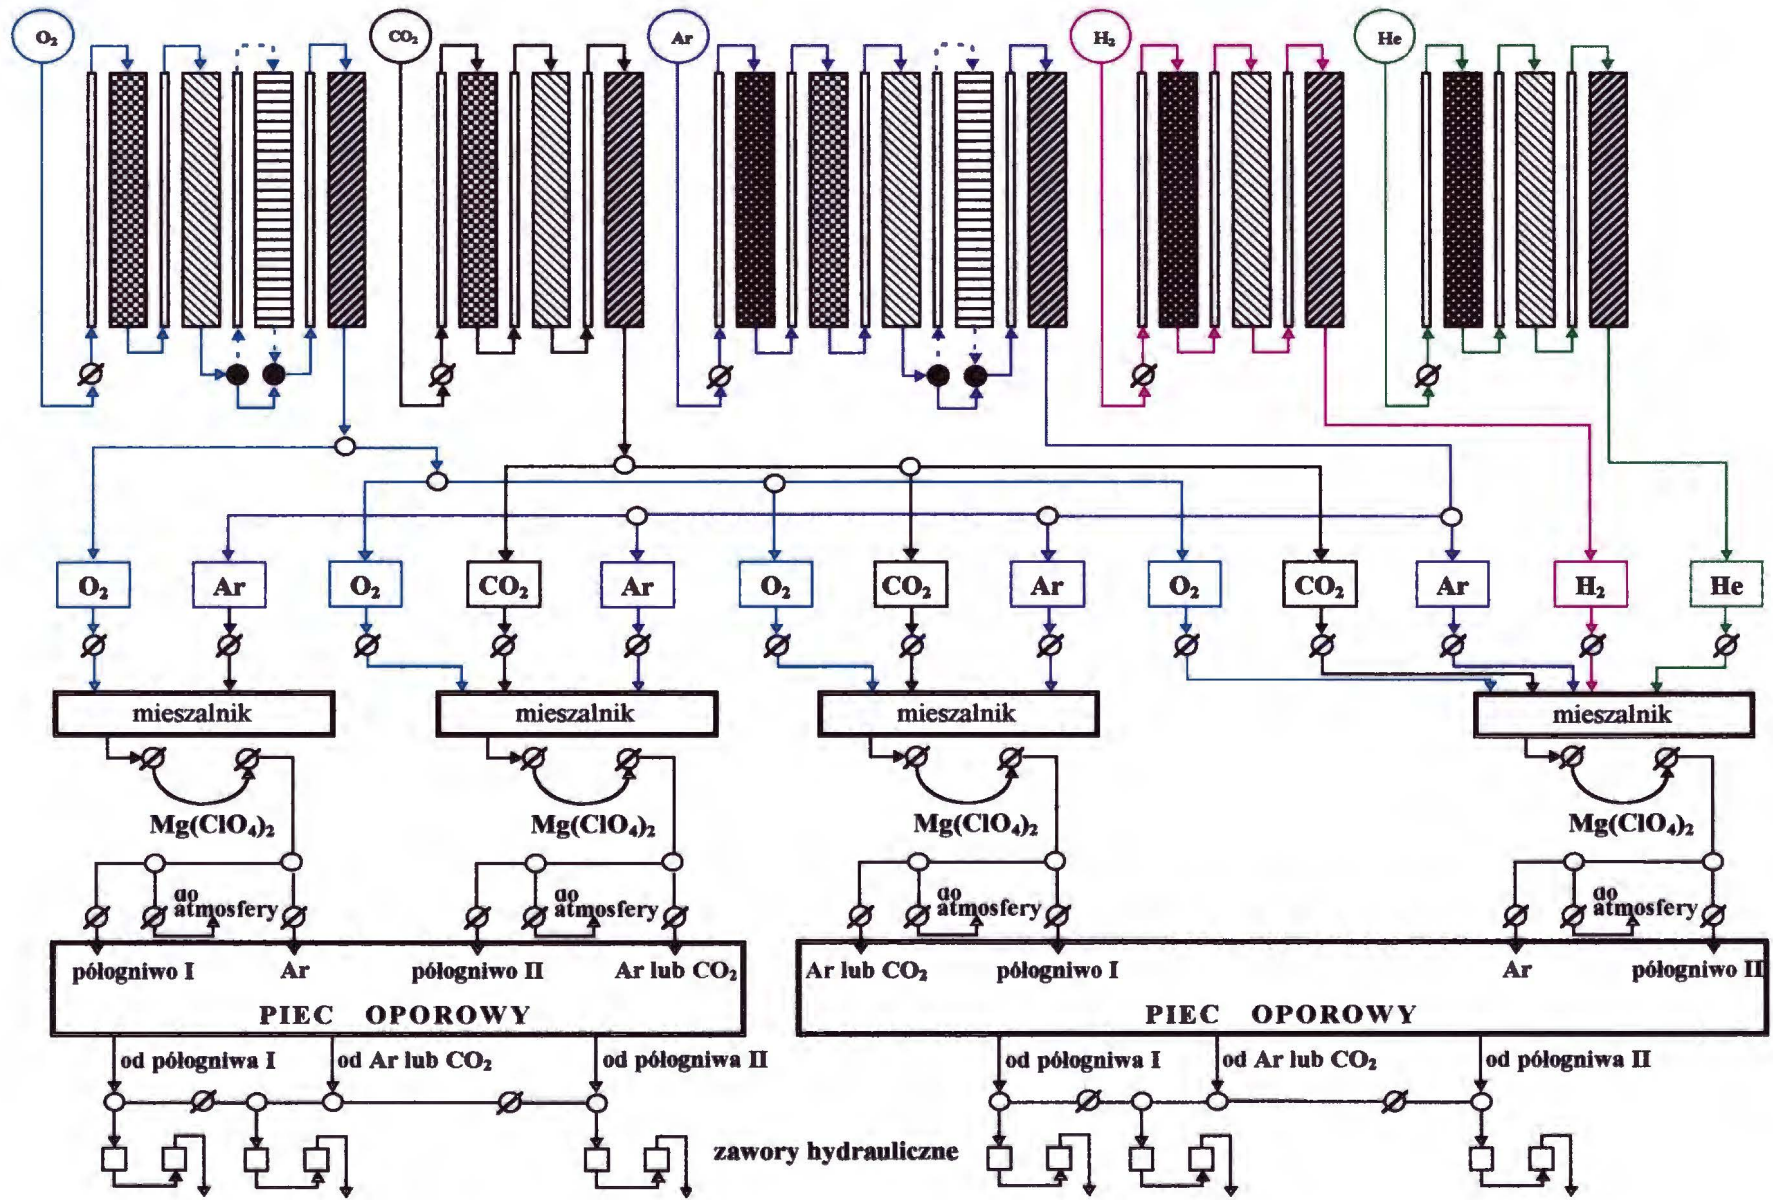 O₂ CO₂ Ar H₂ He
O₂ Ar O₂ CO₂ Ar O₂ CO₂ Ar O₂ CO₂ Ar H₂ He
mieszalnik mieszalnik mieszalnik mieszalnik
Mg(ClO₄)₂ Mg(ClO₄)₂ Mg(ClO₄)₂ Mg(ClO₄)₂
do do do do
atmosfery atmosfery atmosfery atmosfery
półogniwo I Ar półogniwo II Ar lub CO₂ Ar lub CO₂ półogniwo I Ar półogniwo II
PIEC OPOROWY PIEC OPOROWY
od półogniwa I od Ar lub CO₂ od półogniwa II od półogniwa I od Ar lub CO₂ od półogniwa II
zawory hydrauliczne